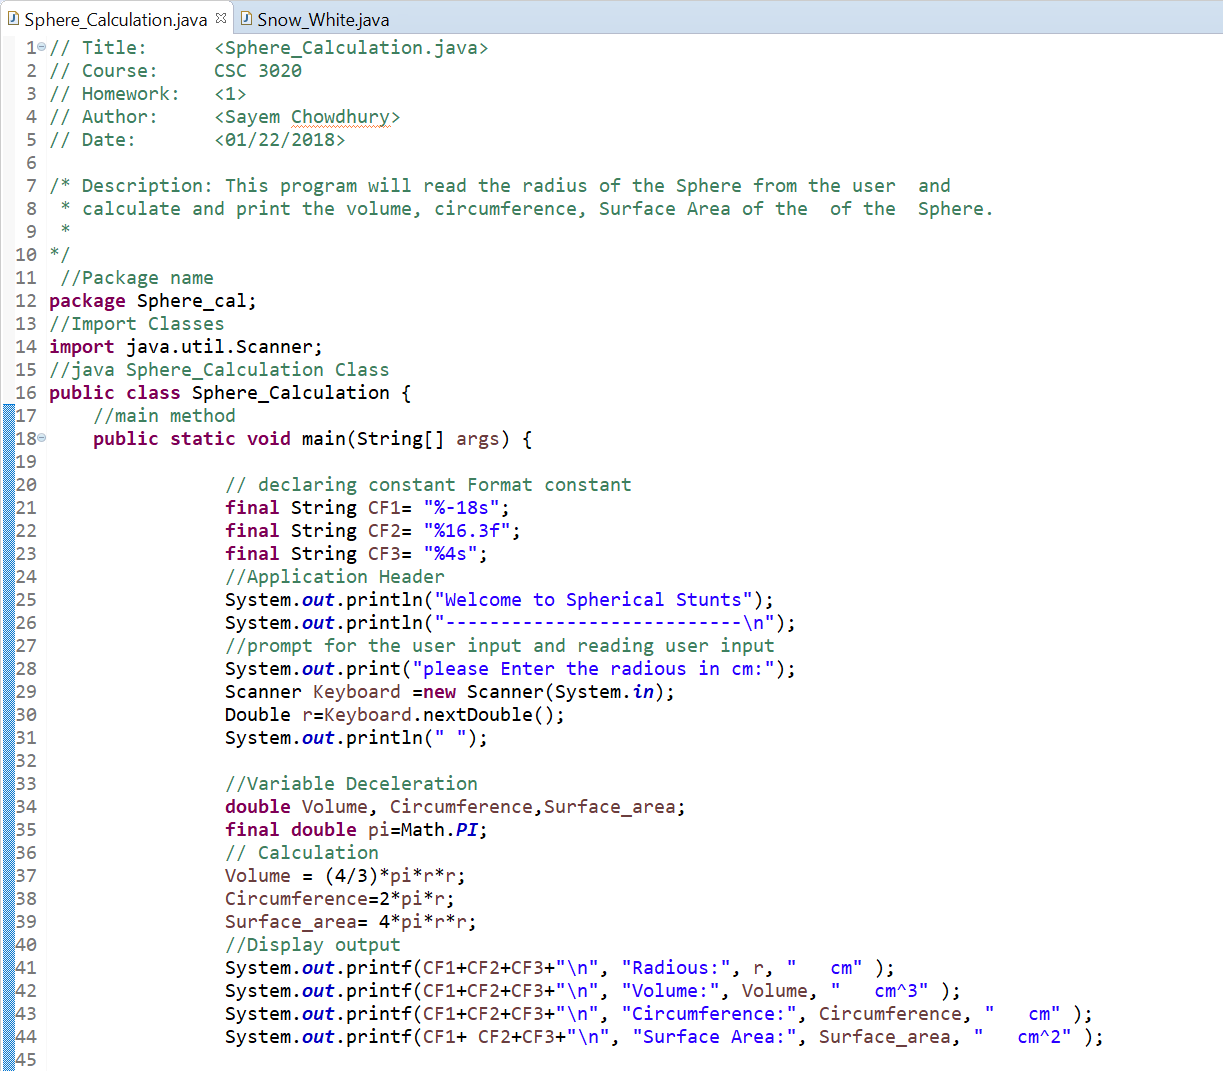 Sphere_Calculation.java Snow_White.java
1 // Title:      <Sphere_Calculation.java>
2 // Course:     CSC 3020
3 // Homework:   <1>
4 // Author:     <Sayem Chowdhury>
5 // Date:       <01/22/2018>
6
7 /* Description: This program will read the radius of the Sphere from the user  and
8  * calculate and print the volume, circumference, Surface Area of the  of the  Sphere.
9  *
10 */
11  //Package name
12 package Sphere_cal;
13 //Import Classes
14 import java.util.Scanner;
15 //java Sphere_Calculation Class
16 public class Sphere_Calculation {
17     //main method
18     public static void main(String[] args) {
19
20                 // declaring constant Format constant
21                 final String CF1= "%-18s";
22                 final String CF2= "%16.3f";
23                 final String CF3= "%4s";
24                 //Application Header
25                 System.out.println("Welcome to Spherical Stunts");
26                 System.out.println("---------------------------\n");
27                 //prompt for the user input and reading user input
28                 System.out.print("please Enter the radious in cm:");
29                 Scanner Keyboard =new Scanner(System.in);
30                 Double r=Keyboard.nextDouble();
31                 System.out.println(" ");
32
33                 //Variable Deceleration
34                 double Volume, Circumference,Surface_area;
35                 final double pi=Math.PI;
36                 // Calculation
37                 Volume = (4/3)*pi*r*r;
38                 Circumference=2*pi*r;
39                 Surface_area= 4*pi*r*r;
40                 //Display output
41                 System.out.printf(CF1+CF2+CF3+"\n", "Radious:", r, "   cm" );
42                 System.out.printf(CF1+CF2+CF3+"\n", "Volume:", Volume, "   cm^3" );
43                 System.out.printf(CF1+CF2+CF3+"\n", "Circumference:", Circumference, "   cm" );
44                 System.out.printf(CF1+ CF2+CF3+"\n", "Surface Area:", Surface_area, "   cm^2" );
45